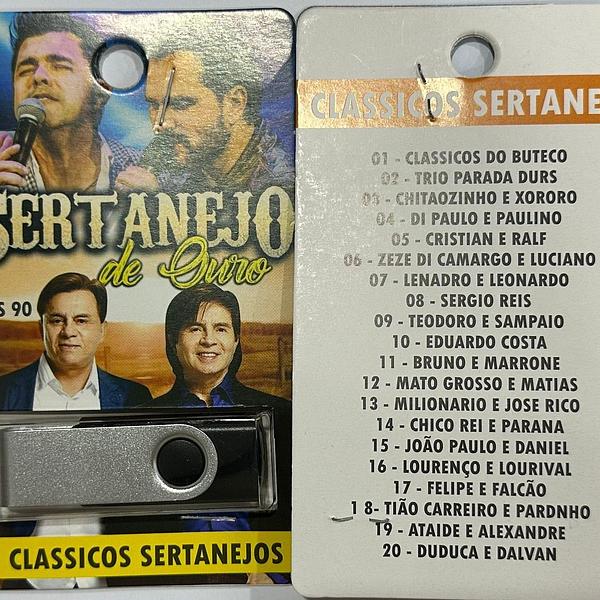 SERTANEJO
de Ouro
S 90
CLASSICOS SERTANEJOS
CLASSICOS SERTANE
01 - CLASSICOS DO BUTECO
02 - TRIO PARADA DURS
03 - CHITAOZINHO E XORORO
04 - DI PAULO E PAULINO
05 - CRISTIAN E RALF
06 - ZEZE DI CAMARGO E LUCIANO
07 - LENADRO E LEONARDO
08 - SERGIO REIS
09 - TEODORO E SAMPAIO
10 - EDUARDO COSTA
11 - BRUNO E MARRONE
12 - MATO GROSSO E MATIAS
13 - MILIONARIO E JOSE RICO
14 - CHICO REI E PARANA
15 - JOÃO PAULO E DANIEL
16 - LOURENÇO E LOURIVAL
17 - FELIPE E FALCÃO
1 8- TIÃO CARREIRO E PARDNHO
19 - ATAIDE E ALEXANDRE
20 - DUDUCA E DALVAN